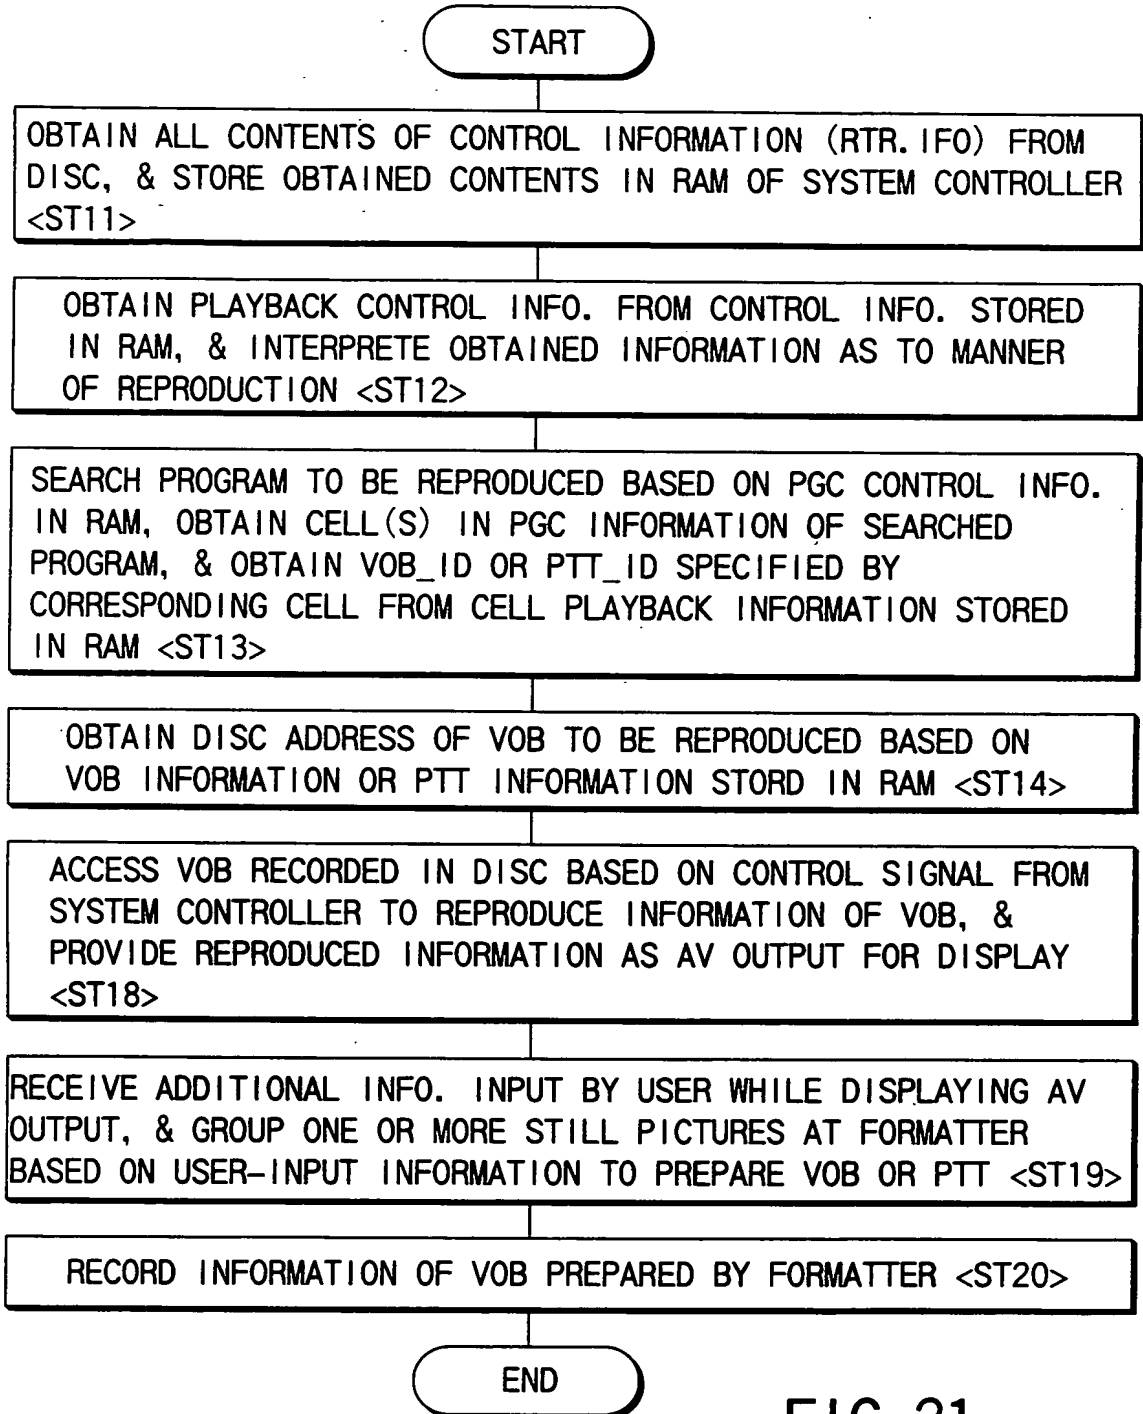 START
OBTAIN ALL CONTENTS OF CONTROL INFORMATION (RTR.IFO) FROM
DISC, & STORE OBTAINED CONTENTS IN RAM OF SYSTEM CONTROLLER
<ST11>
OBTAIN PLAYBACK CONTROL INFO. FROM CONTROL INFO. STORED
IN RAM, & INTERPRETE OBTAINED INFORMATION AS TO MANNER
OF REPRODUCTION <ST12>
SEARCH PROGRAM TO BE REPRODUCED BASED ON PGC CONTROL INFO.
IN RAM, OBTAIN CELL(S) IN PGC INFORMATION OF SEARCHED
PROGRAM, & OBTAIN VOB_ID OR PTT_ID SPECIFIED BY
CORRESPONDING CELL FROM CELL PLAYBACK INFORMATION STORED
IN RAM <ST13>
OBTAIN DISC ADDRESS OF VOB TO BE REPRODUCED BASED ON
VOB INFORMATION OR PTT INFORMATION STORD IN RAM <ST14>
ACCESS VOB RECORDED IN DISC BASED ON CONTROL SIGNAL FROM
SYSTEM CONTROLLER TO REPRODUCE INFORMATION OF VOB, &
PROVIDE REPRODUCED INFORMATION AS AV OUTPUT FOR DISPLAY
<ST18>
RECEIVE ADDITIONAL INFO. INPUT BY USER WHILE DISPLAYING AV
OUTPUT, & GROUP ONE OR MORE STILL PICTURES AT FORMATTER
BASED ON USER-INPUT INFORMATION TO PREPARE VOB OR PTT <ST19>
RECORD INFORMATION OF VOB PREPARED BY FORMATTER <ST20>
END
FIG. 21